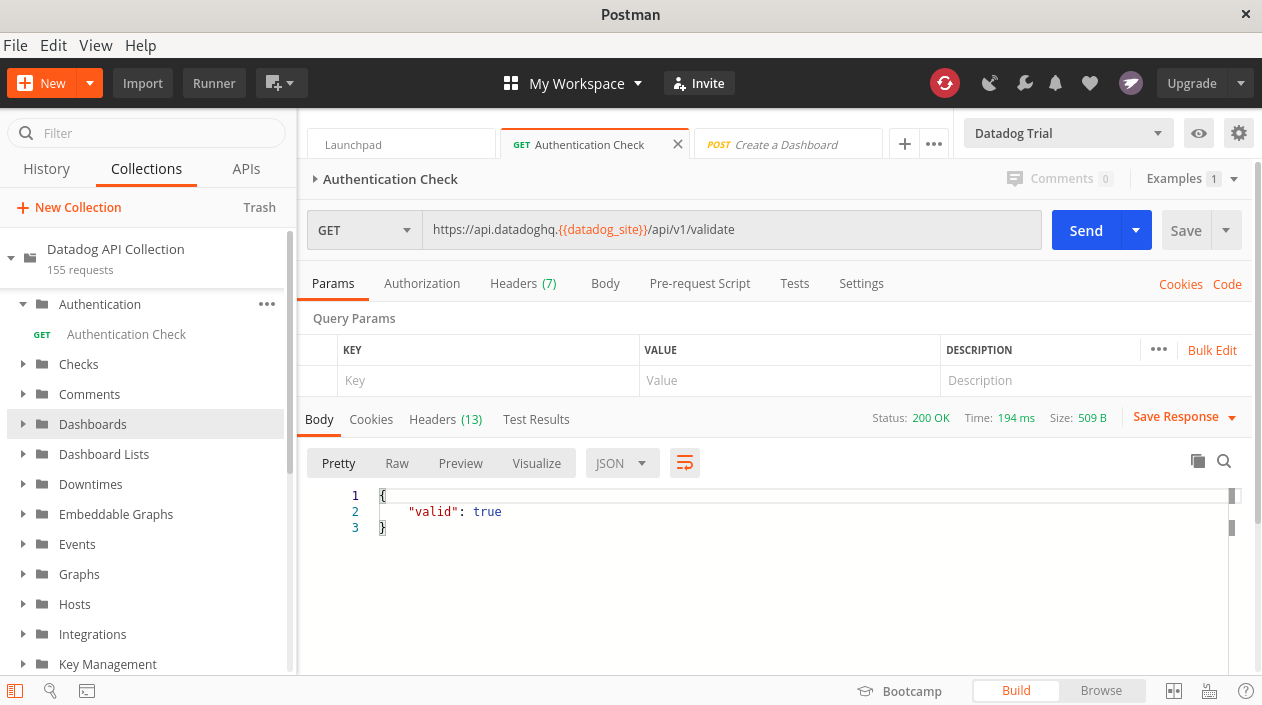 Postman
File Edit View Help
New Import Runner My Workspace Invite Upgrade
Filter
History Collections APIs
New Collection Trash
Datadog API Collection
155 requests
Authentication
GET Authentication Check
Checks
Comments
Dashboards
Dashboard Lists
Downtimes
Embeddable Graphs
Events
Graphs
Hosts
Integrations
Key Management
Launchpad GET Authentication Check POST Create a Dashboard Datadog Trial
Authentication Check Comments 0 Examples 1
GET https://api.datadoghq.{{datadog_site}}/api/v1/validate Send Save
Params Authorization Headers (7) Body Pre-request Script Tests Settings Cookies Code
Query Params
KEY VALUE DESCRIPTION Bulk Edit
Key Value Description
Body Cookies Headers (13) Test Results Status: 200 OK Time: 194 ms Size: 509 B Save Response
Pretty Raw Preview Visualize JSON
1 {
2 "valid": true
3 }
Bootcamp Build Browse